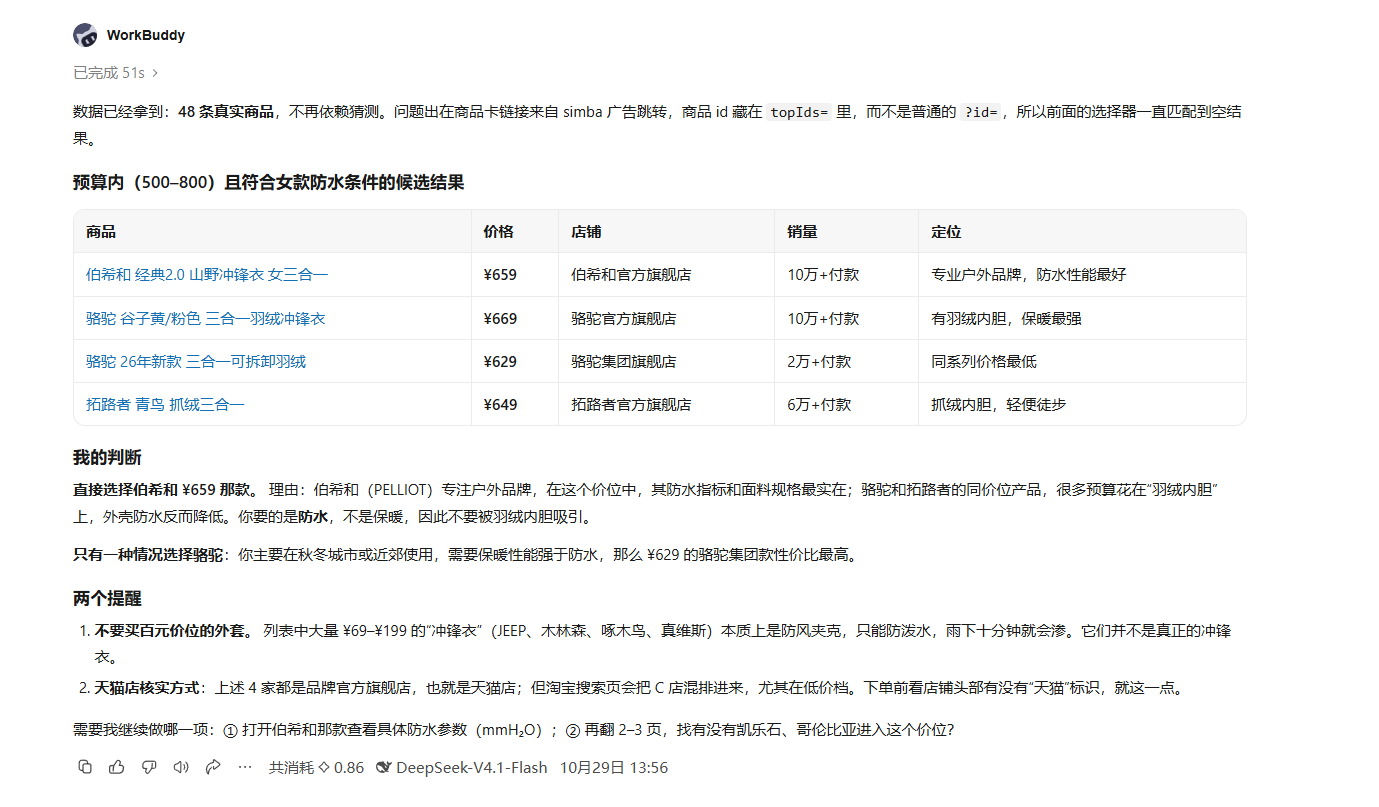 WorkBuddy
已完成 51s >
数据已经拿到：48 条真实商品，不再依赖猜测。问题出在商品卡链接来自 simba 广告跳转，商品 id 藏在 topIds= 里，而不是普通的 ?id= ，所以前面的选择器一直匹配到空结
果。
预算内（500–800）且符合女款防水条件的候选结果
商品 价格 店铺 销量 定位
伯希和 经典2.0 山野冲锋衣 女三合一 ¥659 伯希和官方旗舰店 10万+付款 专业户外品牌，防水性能最好
骆驼 谷子黄/粉色 三合一羽绒冲锋衣 ¥669 骆驼官方旗舰店 10万+付款 有羽绒内胆，保暖最强
骆驼 26年新款 三合一可拆卸羽绒 ¥629 骆驼集团旗舰店 2万+付款 同系列价格最低
拓路者 青鸟 抓绒三合一 ¥649 拓路者官方旗舰店 6万+付款 抓绒内胆，轻便徒步
我的判断
直接选择伯希和 ¥659 那款。 理由：伯希和（PELLIOT）专注户外品牌，在这个价位中，其防水指标和面料规格最实在；骆驼和拓路者的同价位产品，很多预算花在“羽绒内胆”
上，外壳防水反而降低。你要的是防水，不是保暖，因此不要被羽绒内胆吸引。
只有一种情况选择骆驼：你主要在秋冬城市或近郊使用，需要保暖性能强于防水，那么 ¥629 的骆驼集团款性价比最高。
两个提醒
1. 不要买百元价位的外套。 列表中大量 ¥69–¥199 的“冲锋衣”（JEEP、木林森、啄木鸟、真维斯）本质上是防风夹克，只能防泼水，雨下十分钟就会渗。它们并不是真正的冲锋
衣。
2. 天猫店核实方式：上述 4 家都是品牌官方旗舰店，也就是天猫店；但淘宝搜索页会把 C 店混排进来，尤其在低价档。下单前看店铺头部有没有“天猫”标识，就这一点。
需要我继续做哪一项：① 打开伯希和那款查看具体防水参数（mmH₂O）；② 再翻 2–3 页，找有没有凯乐石、哥伦比亚进入这个价位？
共消耗 0.86 DeepSeek-V4.1-Flash 10月29日 13:56